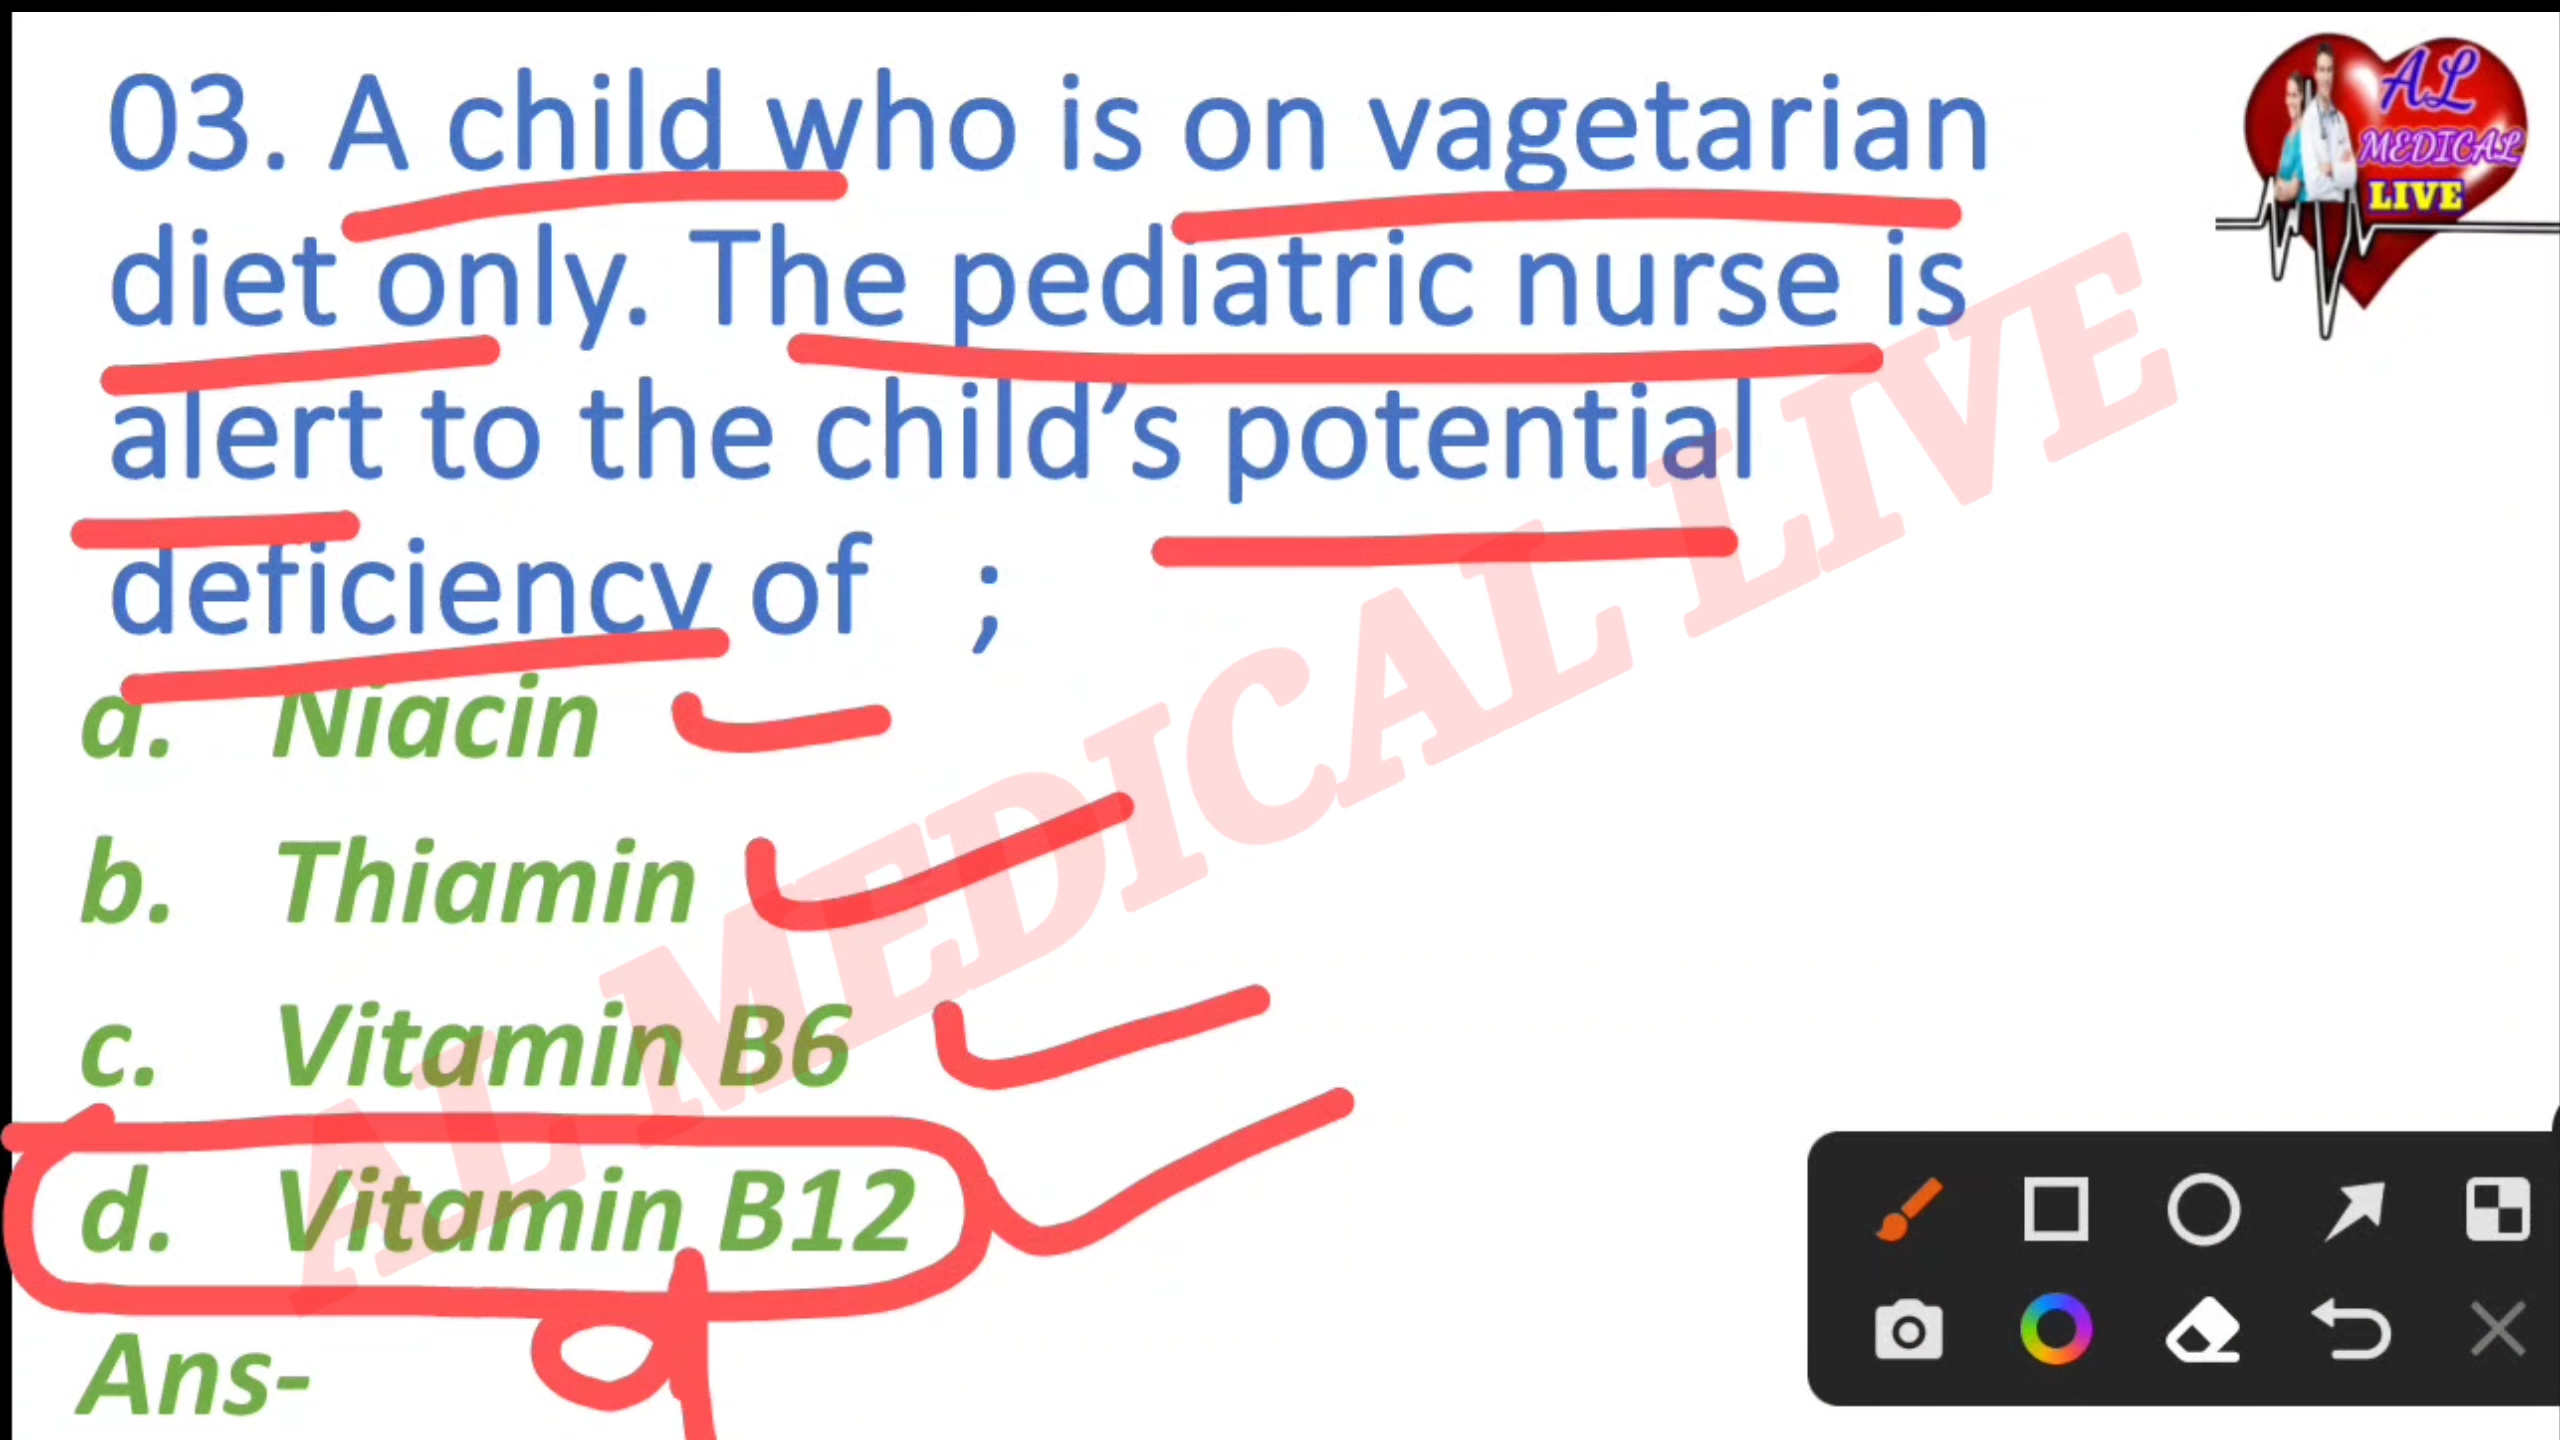 03. A child who is on vagetarian
diet only. The pediatric nurse is
alert to the child's potential
deficiency of ;
a. Niacin
b. Thiamin
c. Vitamin B6
d. Vitamin B12
Ans- d
AL MEDICAL LIVE
AL
MEDICAL
LIVE